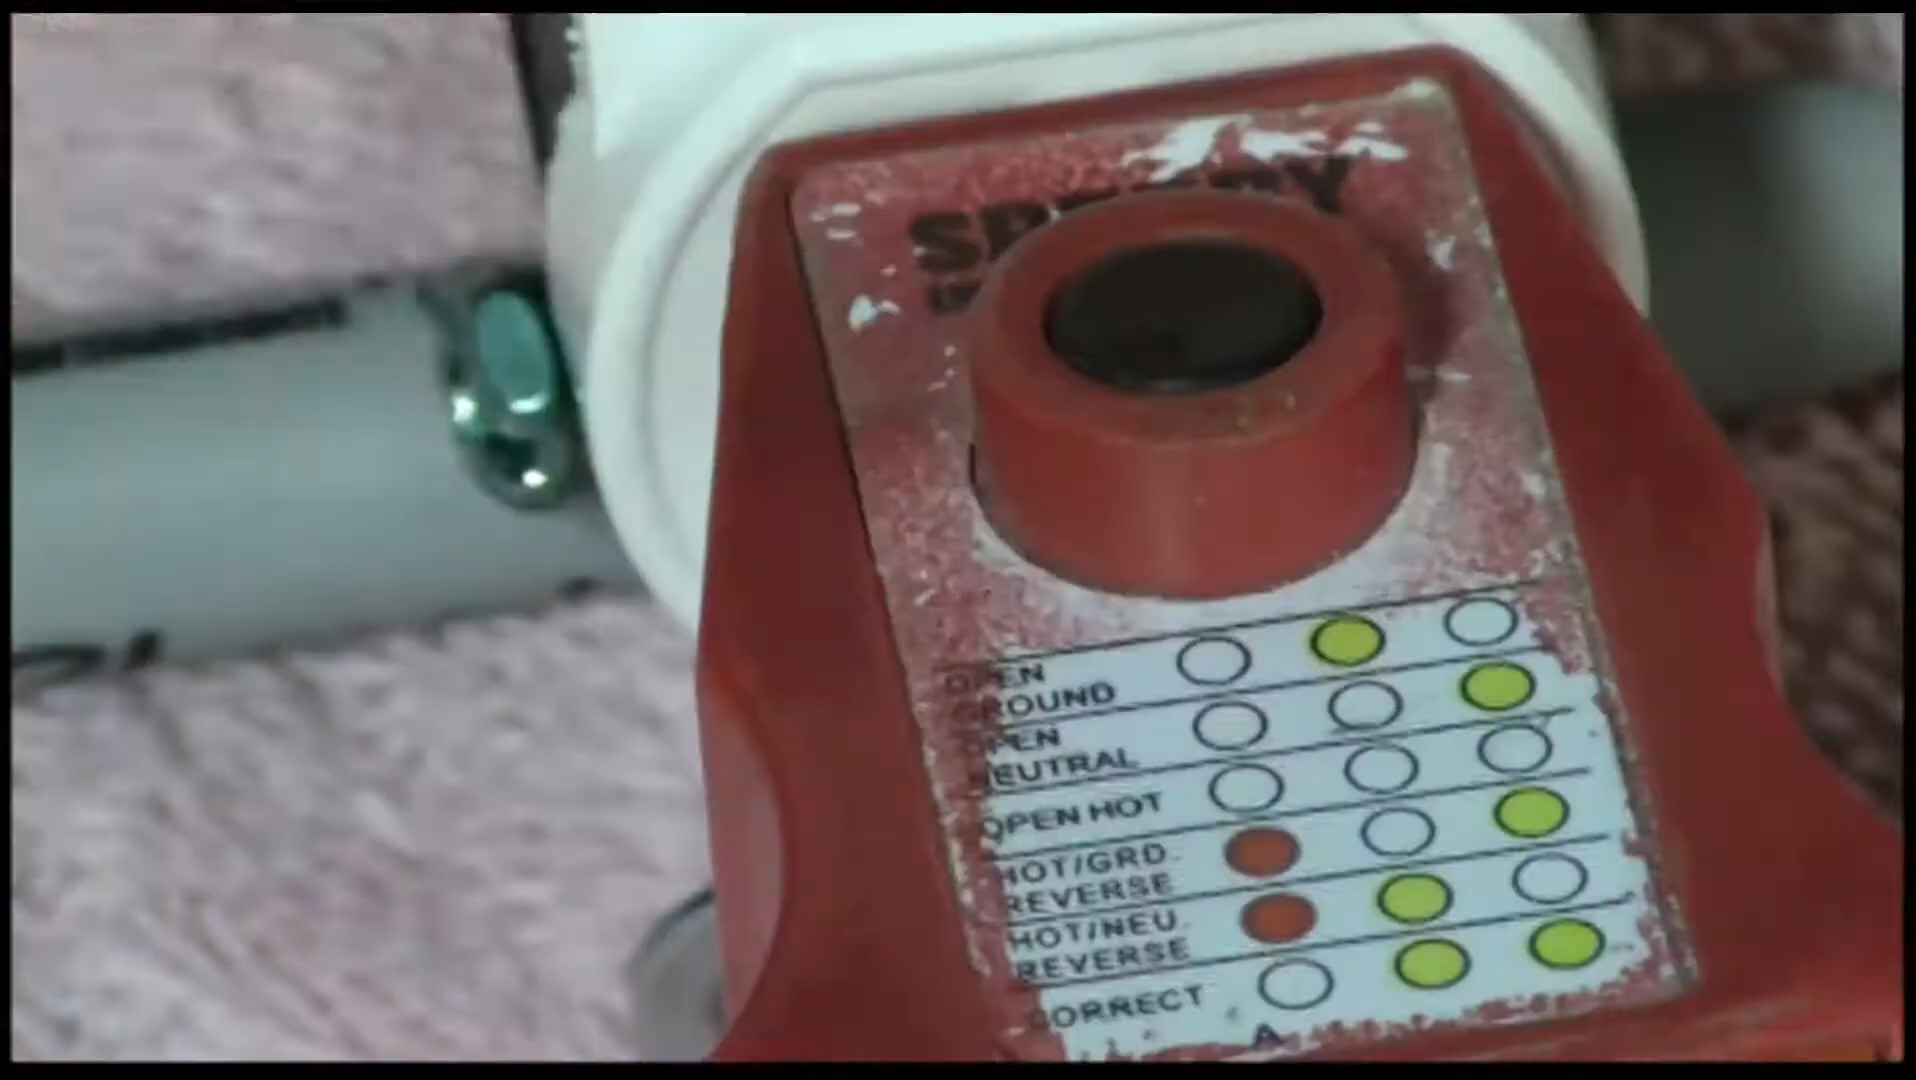 OPEN
GROUND
OPEN
NEUTRAL
OPEN HOT
HOT/GRD.
REVERSE
HOT/NEU.
REVERSE
CORRECT